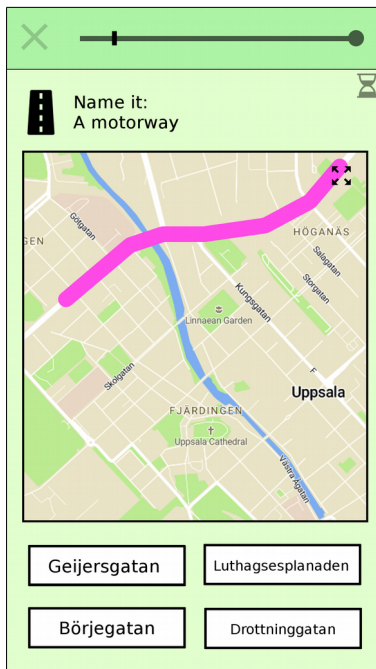 Name it:
A motorway
GEN
Götgatan
HÖGANÄS
Salagatan
Storgatan
Kungsgatan
Linnaean Garden
Skolgatan
F
Uppsala
FJÄRDINGEN
Uppsala Cathedral
Västra Ågatan
Geijersgatan
Luthagsesplanaden
Börjegatan
Drottninggatan